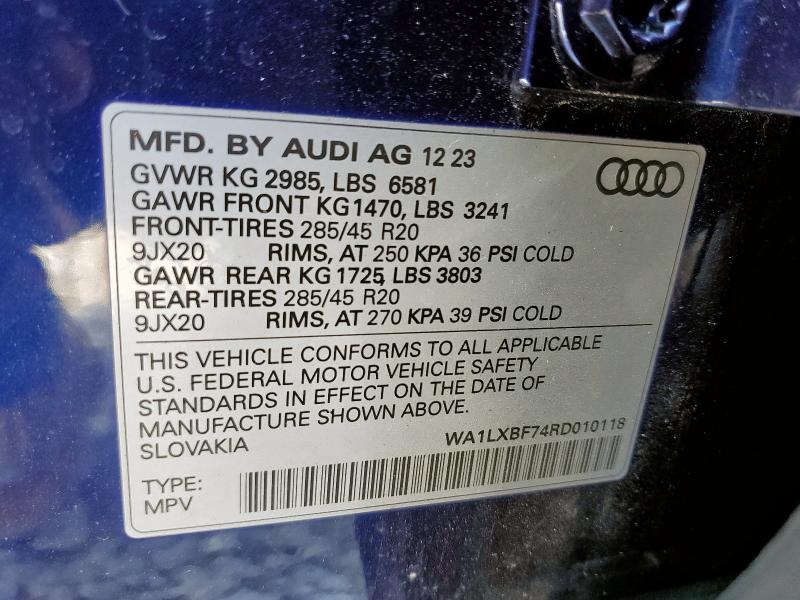 MFD. BY AUDI AG 12 23
GVWR KG 2985, LBS 6581
GAWR FRONT KG1470, LBS 3241
FRONT-TIRES 285/45 R20
9JX20 RIMS, AT 250 KPA 36 PSI COLD
GAWR REAR KG 1725, LBS 3803
REAR-TIRES 285/45 R20
9JX20 RIMS, AT 270 KPA 39 PSI COLD
THIS VEHICLE CONFORMS TO ALL APPLICABLE
U.S. FEDERAL MOTOR VEHICLE SAFETY
STANDARDS IN EFFECT ON THE DATE OF
MANUFACTURE SHOWN ABOVE.
SLOVAKIA WA1LXBF74RD010118
TYPE:
MPV